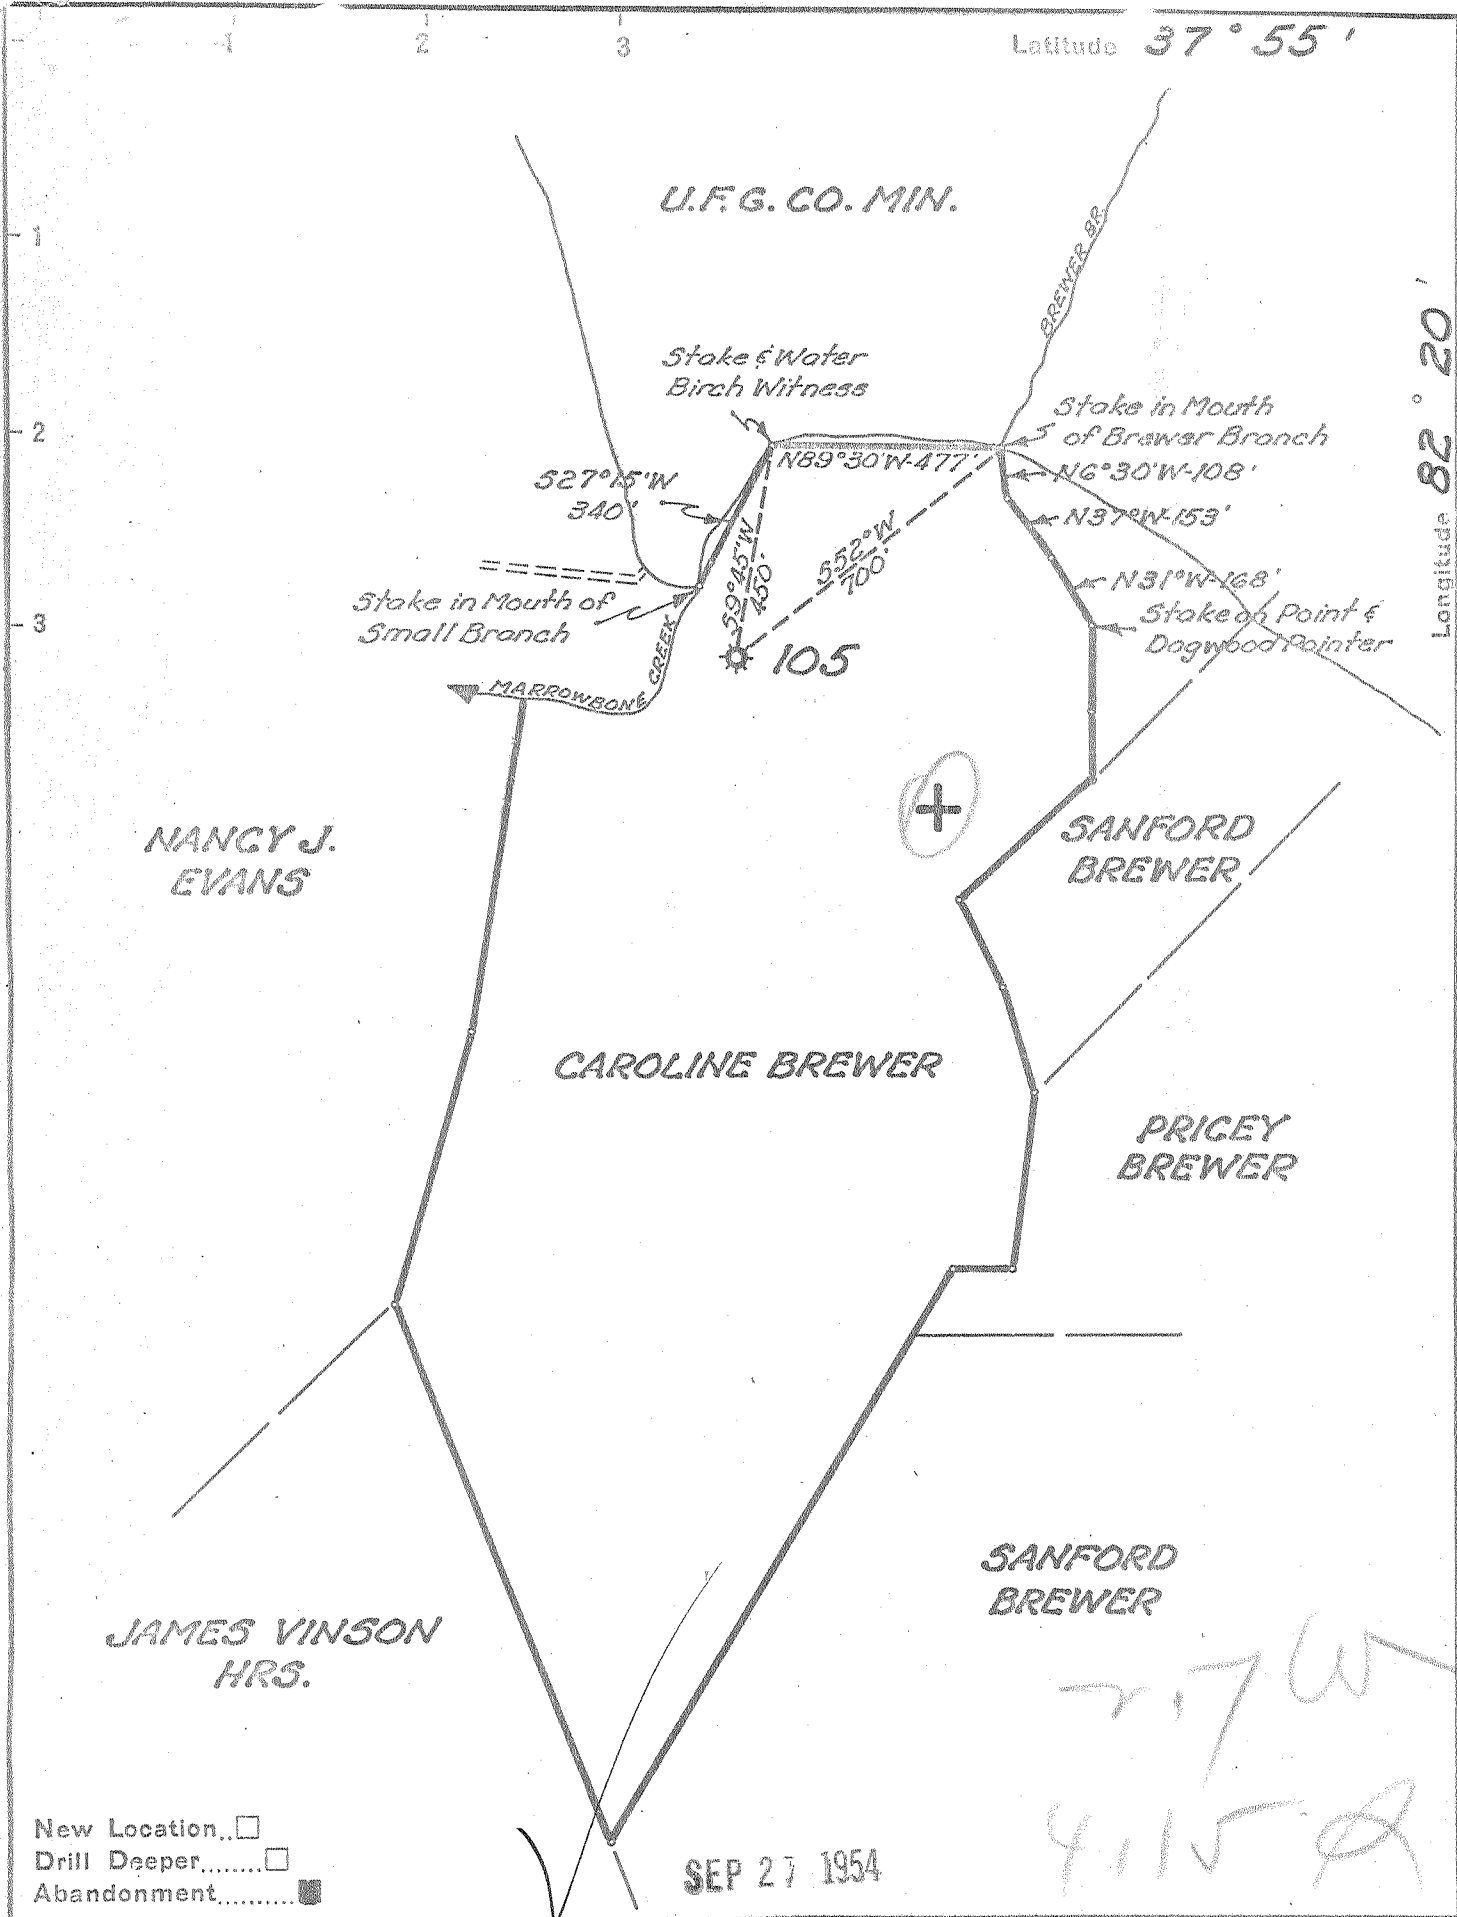 1 2 3
Latitude 37° 55'
U.F.G. CO. MIN.
1
BREWER BR.
Longitude 82° 20'
Stake & Water
Birch Witness
Stake in Mouth
of Brewer Branch
2
N89°30'W-477'
N6°30'W-108'
S27°15'W
340'
N37°W-153'
S9°45'W
450'
S52°W
700'
N31°W-168'
Stake in Mouth of
Small Branch
3
Stake on Point &
Dogwood Pointer
105
MARROWBONE CREEK
+
NANCY J.
EVANS
SANFORD
BREWER
CAROLINE BREWER
PRICEY
BREWER
SANFORD
BREWER
JAMES VINSON
HRS.
2.7 W
4.15
New Location..
Drill Deeper........
Abandonment..........
SEP 27 1954